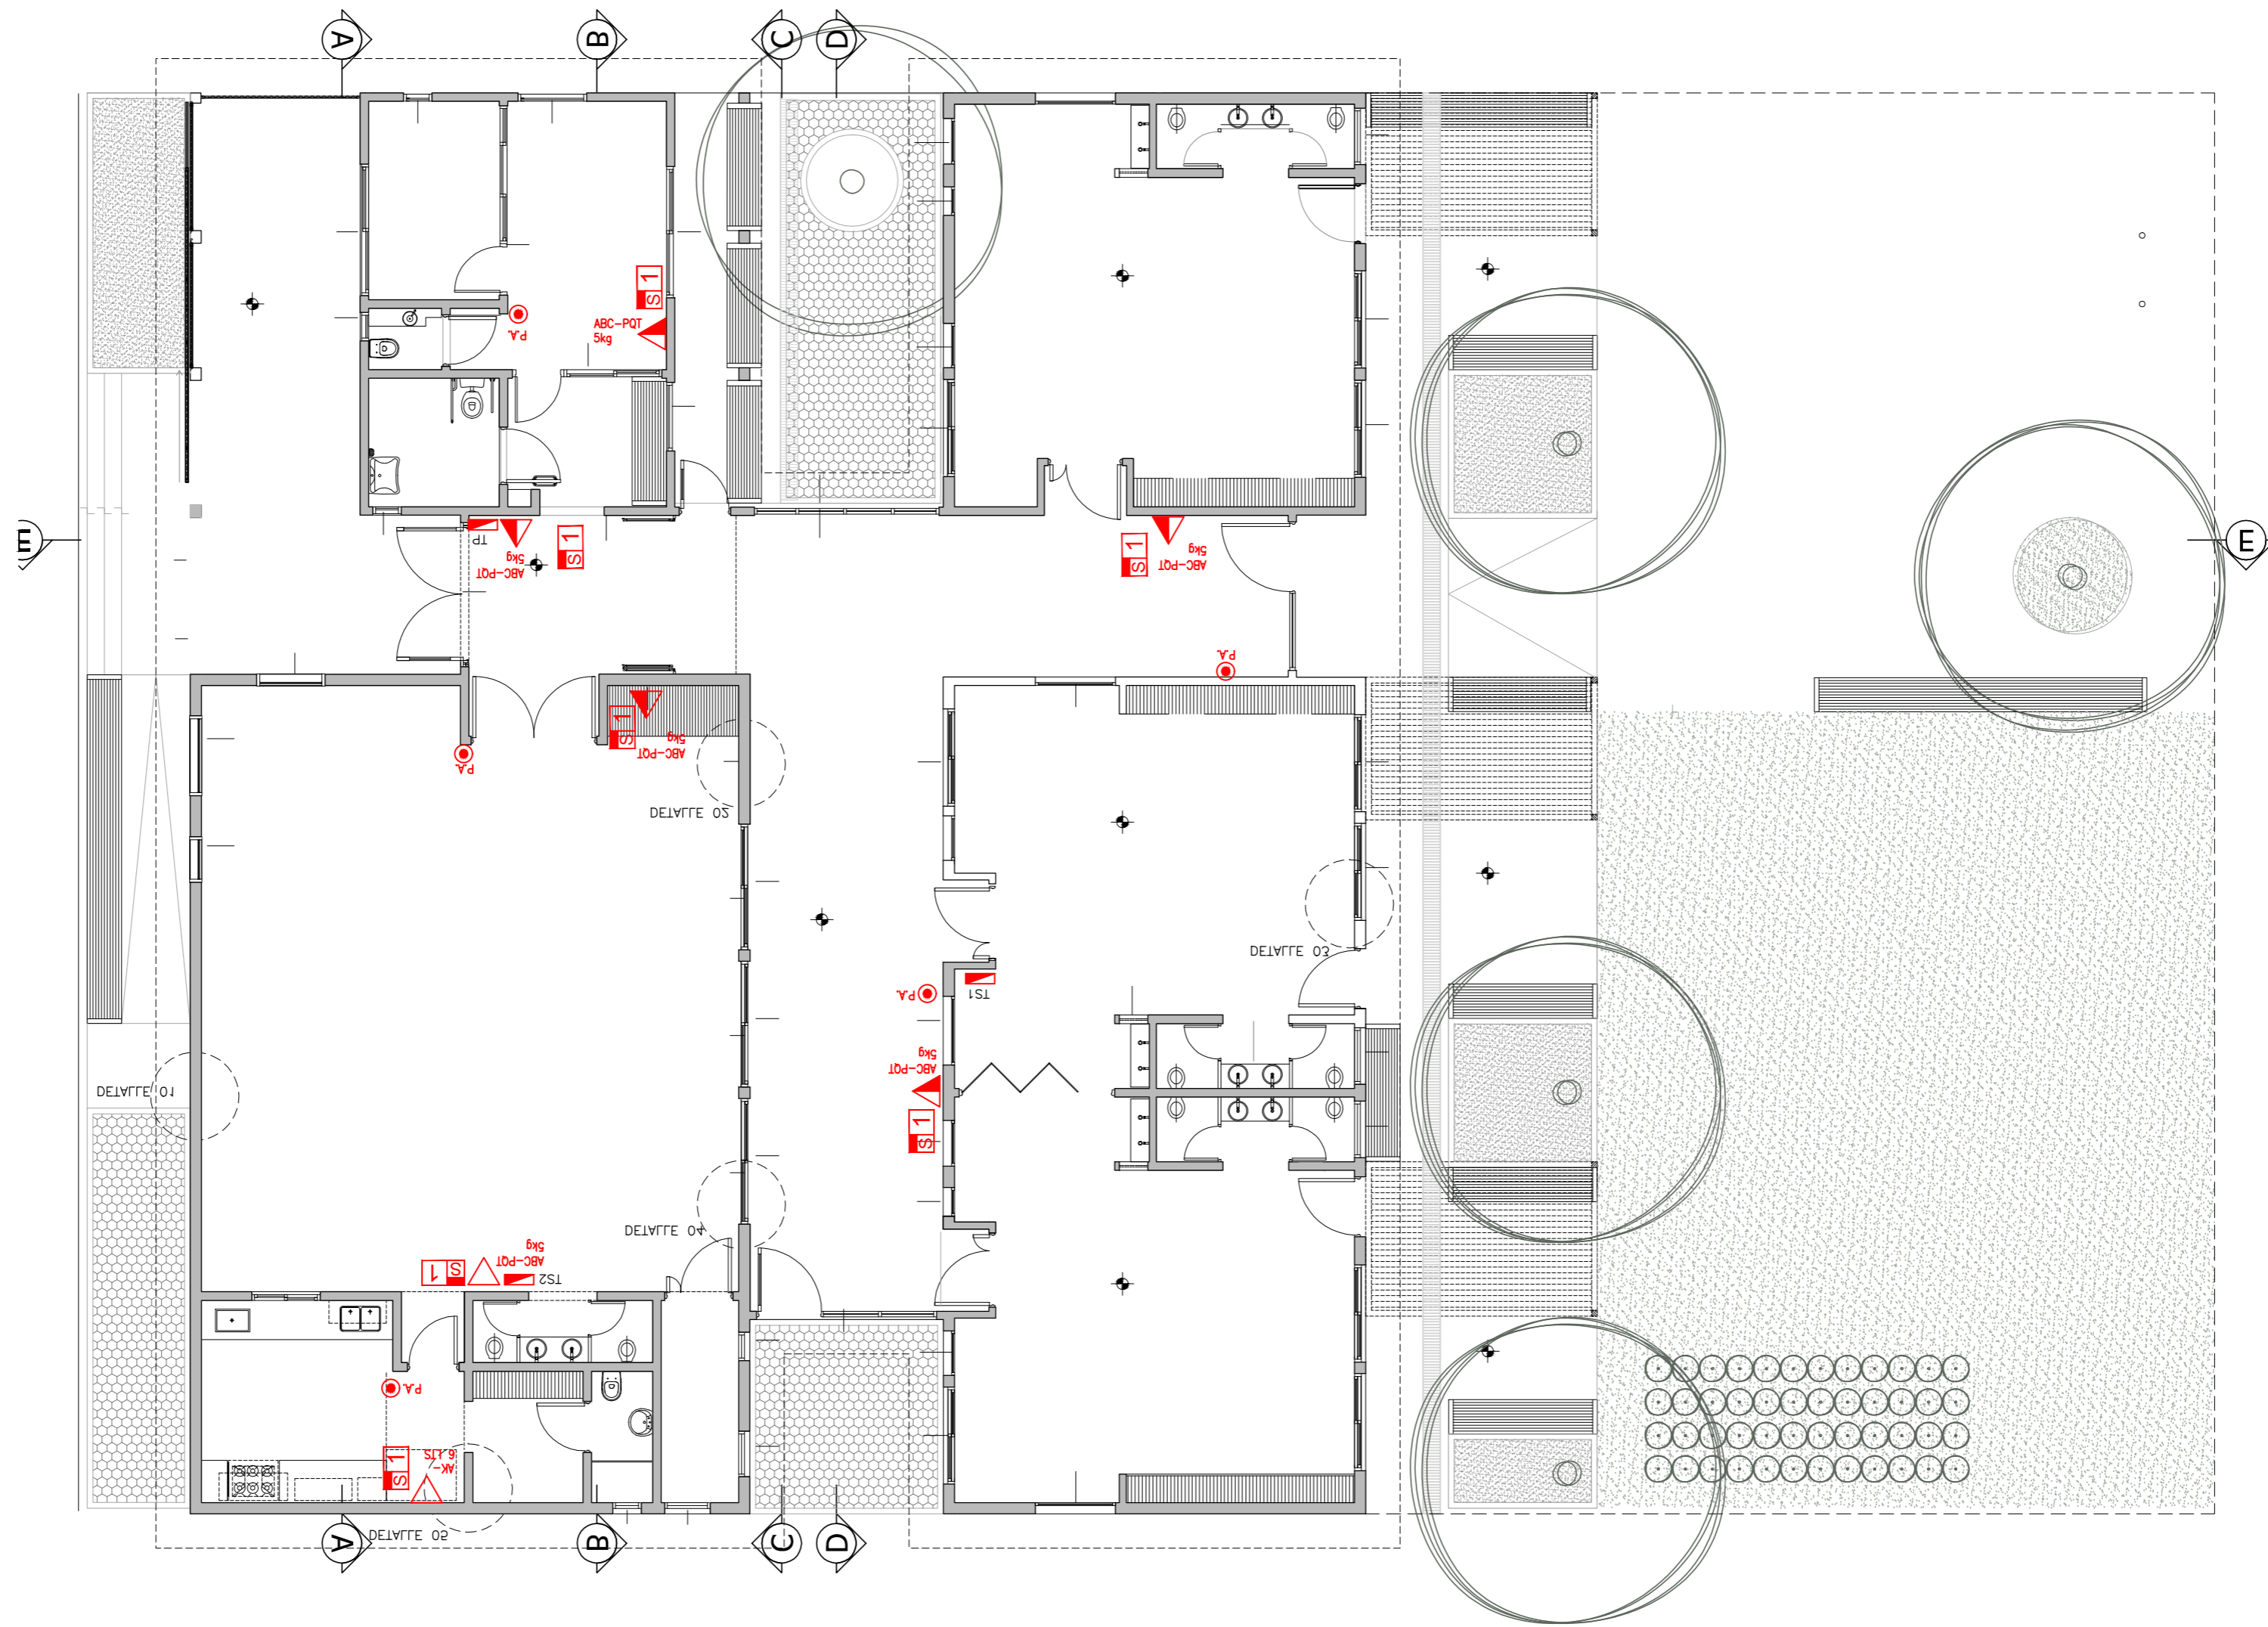 A
B
C
D
S 1
ABC-PQT
5kg
P.A.
E
E
TP
5kg
ABC-PQT
S 1
S 1
5kg
ABC-PQT
P.A.
S 1
5kg
ABC-PQT
P.A.
DETALLE 02
DETALLE 03
P.A.
TS1
5kg
ABC-PQT
DETALLE 01
S 1
DETALLE 04
5kg
ABC-PQT
S 1
TS2
P.A.
S 1
6 LTS
AK-
DETALLE 05
A
B
C
D